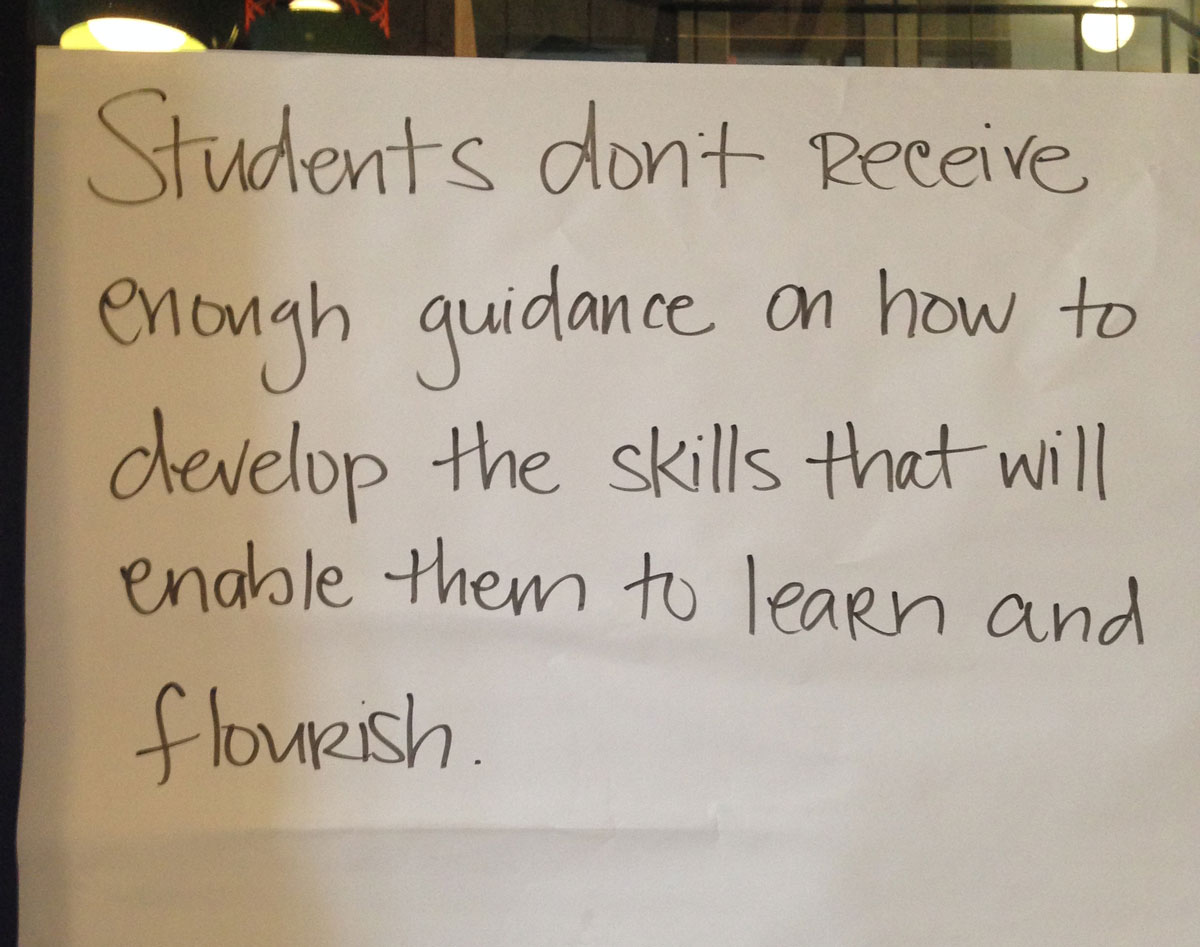 Students don't Receive
enough guidance on how to
develop the skills that will
enable them to learn and
flourish.